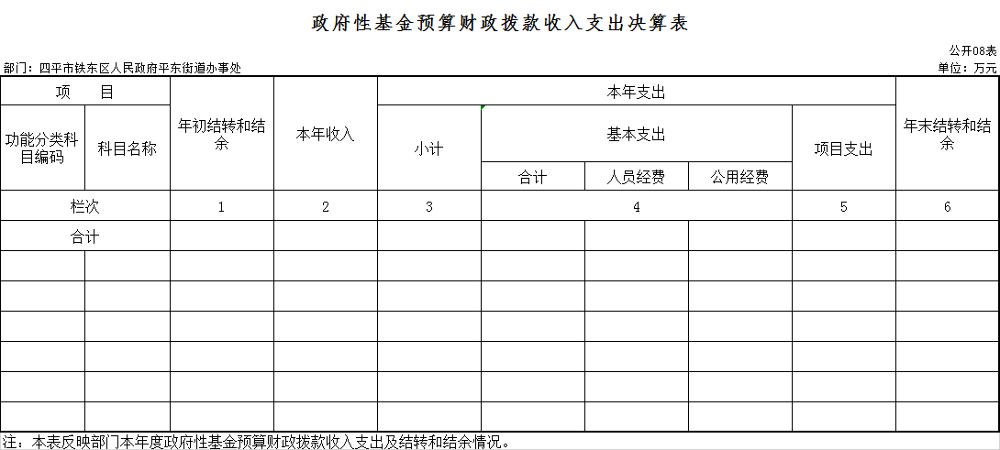 政府性基金预算财政拨款收入支出决算表
公开08表
部门：四平市铁东区人民政府平东街道办事处 单位：万元
项 目 年初结转和结余 本年收入 本年支出 年末结转和结余
功能分类科目编码 科目名称 小计 基本支出 项目支出
合计 人员经费 公用经费
栏次 1 2 3 4 5 6
合计
注：本表反映部门本年度政府性基金预算财政拨款收入支出及结转和结余情况。